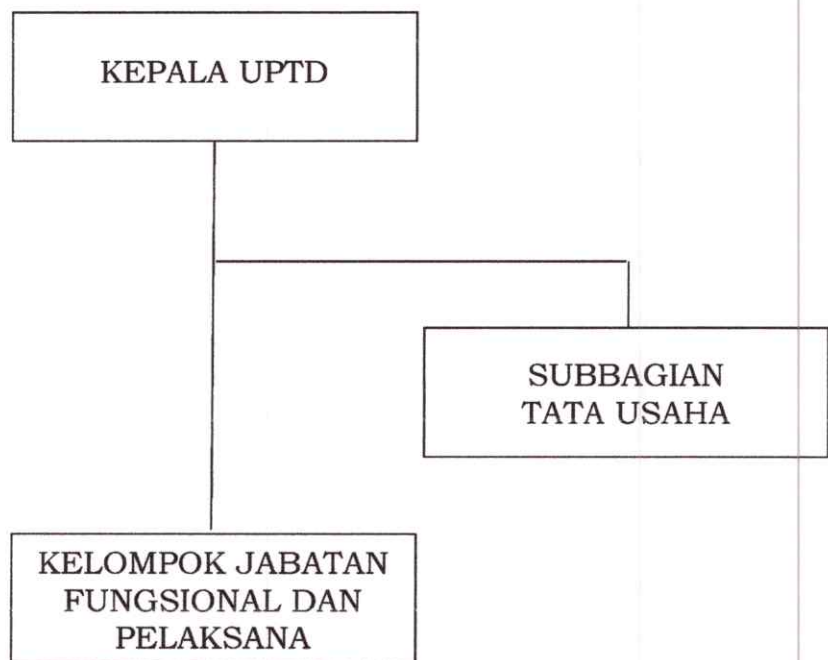 KEPALA UPTD
SUBBAGIAN
TATA USAHA
KELOMPOK JABATAN
FUNGSIONAL DAN
PELAKSANA